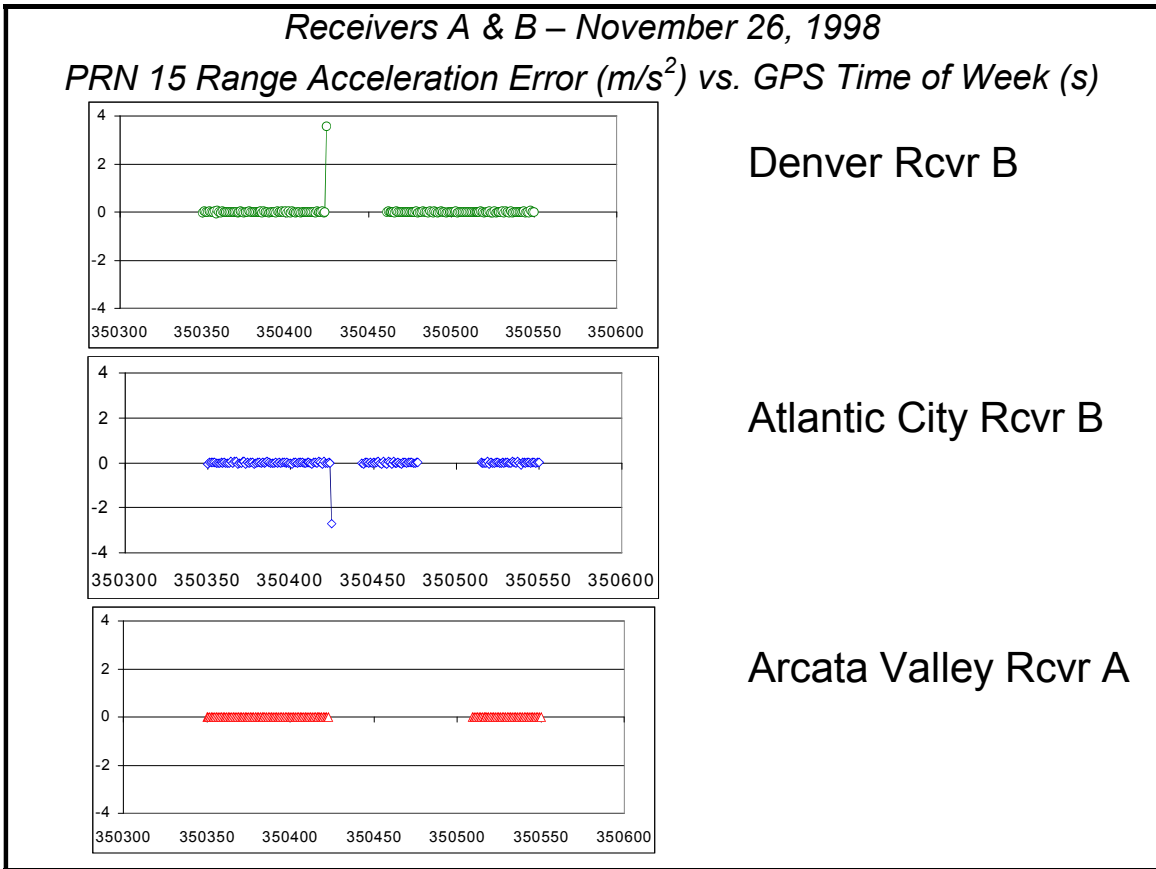 Receivers A & B – November 26, 1998
PRN 15 Range Acceleration Error (m/s²) vs. GPS Time of Week (s)
4
2
0
-2
-4
350300 350350 350400 350450 350500 350550 350600
Denver Rcvr B
4
2
0
-2
-4
350300 350350 350400 350450 350500 350550 350600
Atlantic City Rcvr B
4
2
0
-2
-4
350300 350350 350400 350450 350500 350550 350600
Arcata Valley Rcvr A